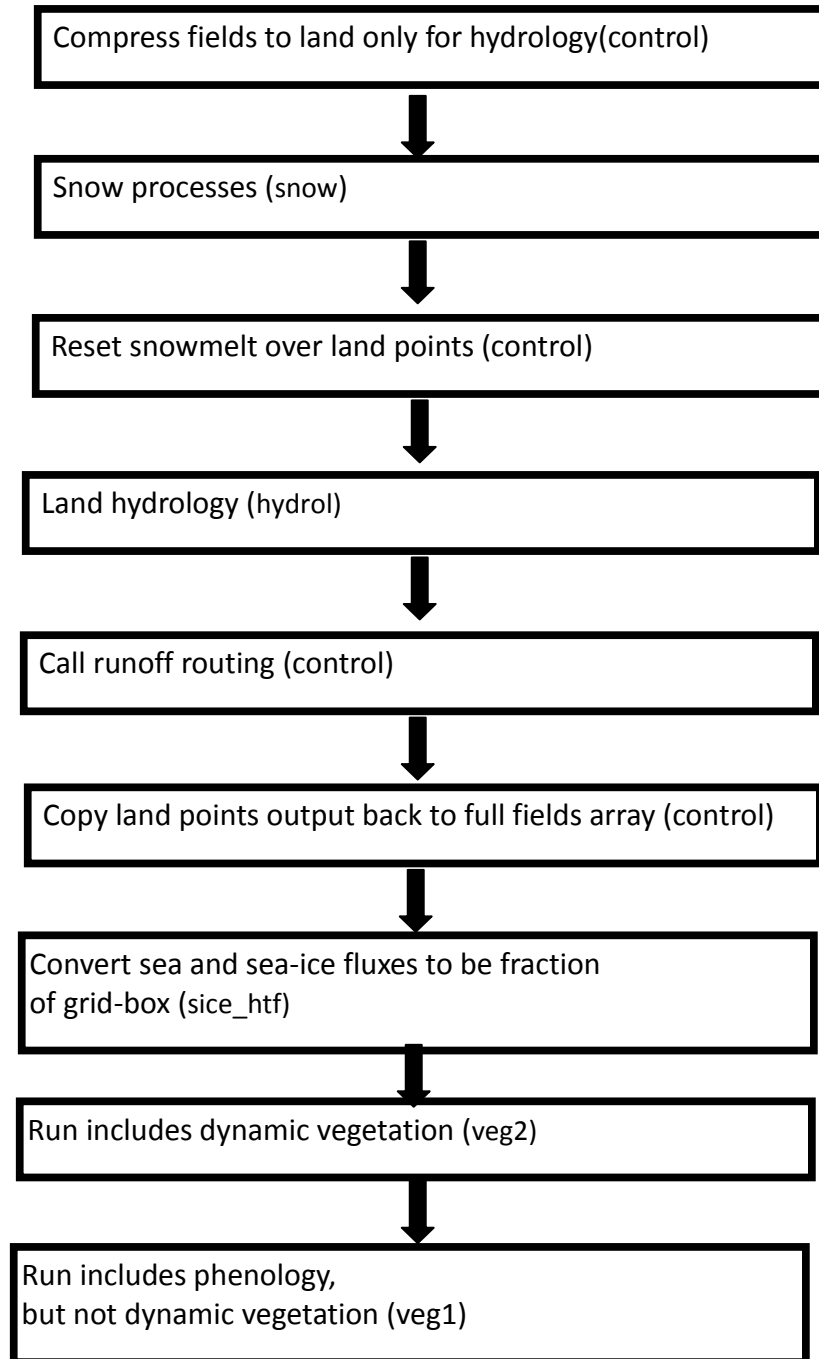 Compress fields to land only for hydrology(control)
Snow processes (snow)
Reset snowmelt over land points (control)
Land hydrology (hydrol)
Call runoff routing (control)
Copy land points output back to full fields array (control)
Convert sea and sea-ice fluxes to be fraction
of grid-box (sice_htf)
Run includes dynamic vegetation (veg2)
Run includes phenology,
but not dynamic vegetation (veg1)